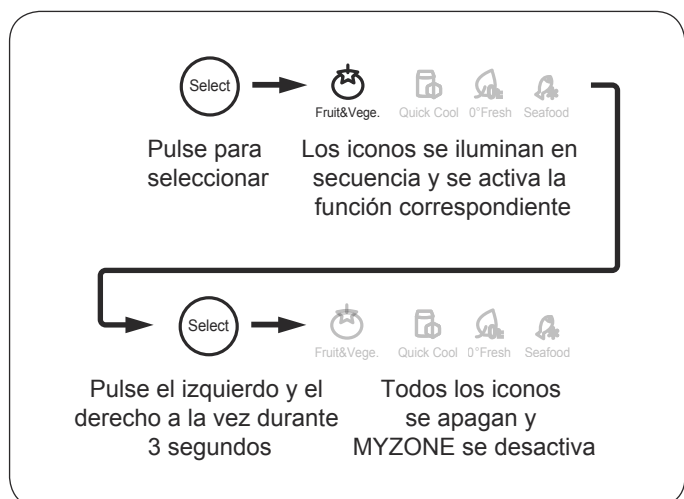 Select
Fruit&Vege. Quick Cool 0°Fresh Seafood
Pulse para
seleccionar
Los iconos se iluminan en
secuencia y se activa la
función correspondiente
Select
Fruit&Vege. Quick Cool 0°Fresh Seafood
Pulse el izquierdo y el
derecho a la vez durante
3 segundos
Todos los iconos
se apagan y
MYZONE se desactiva